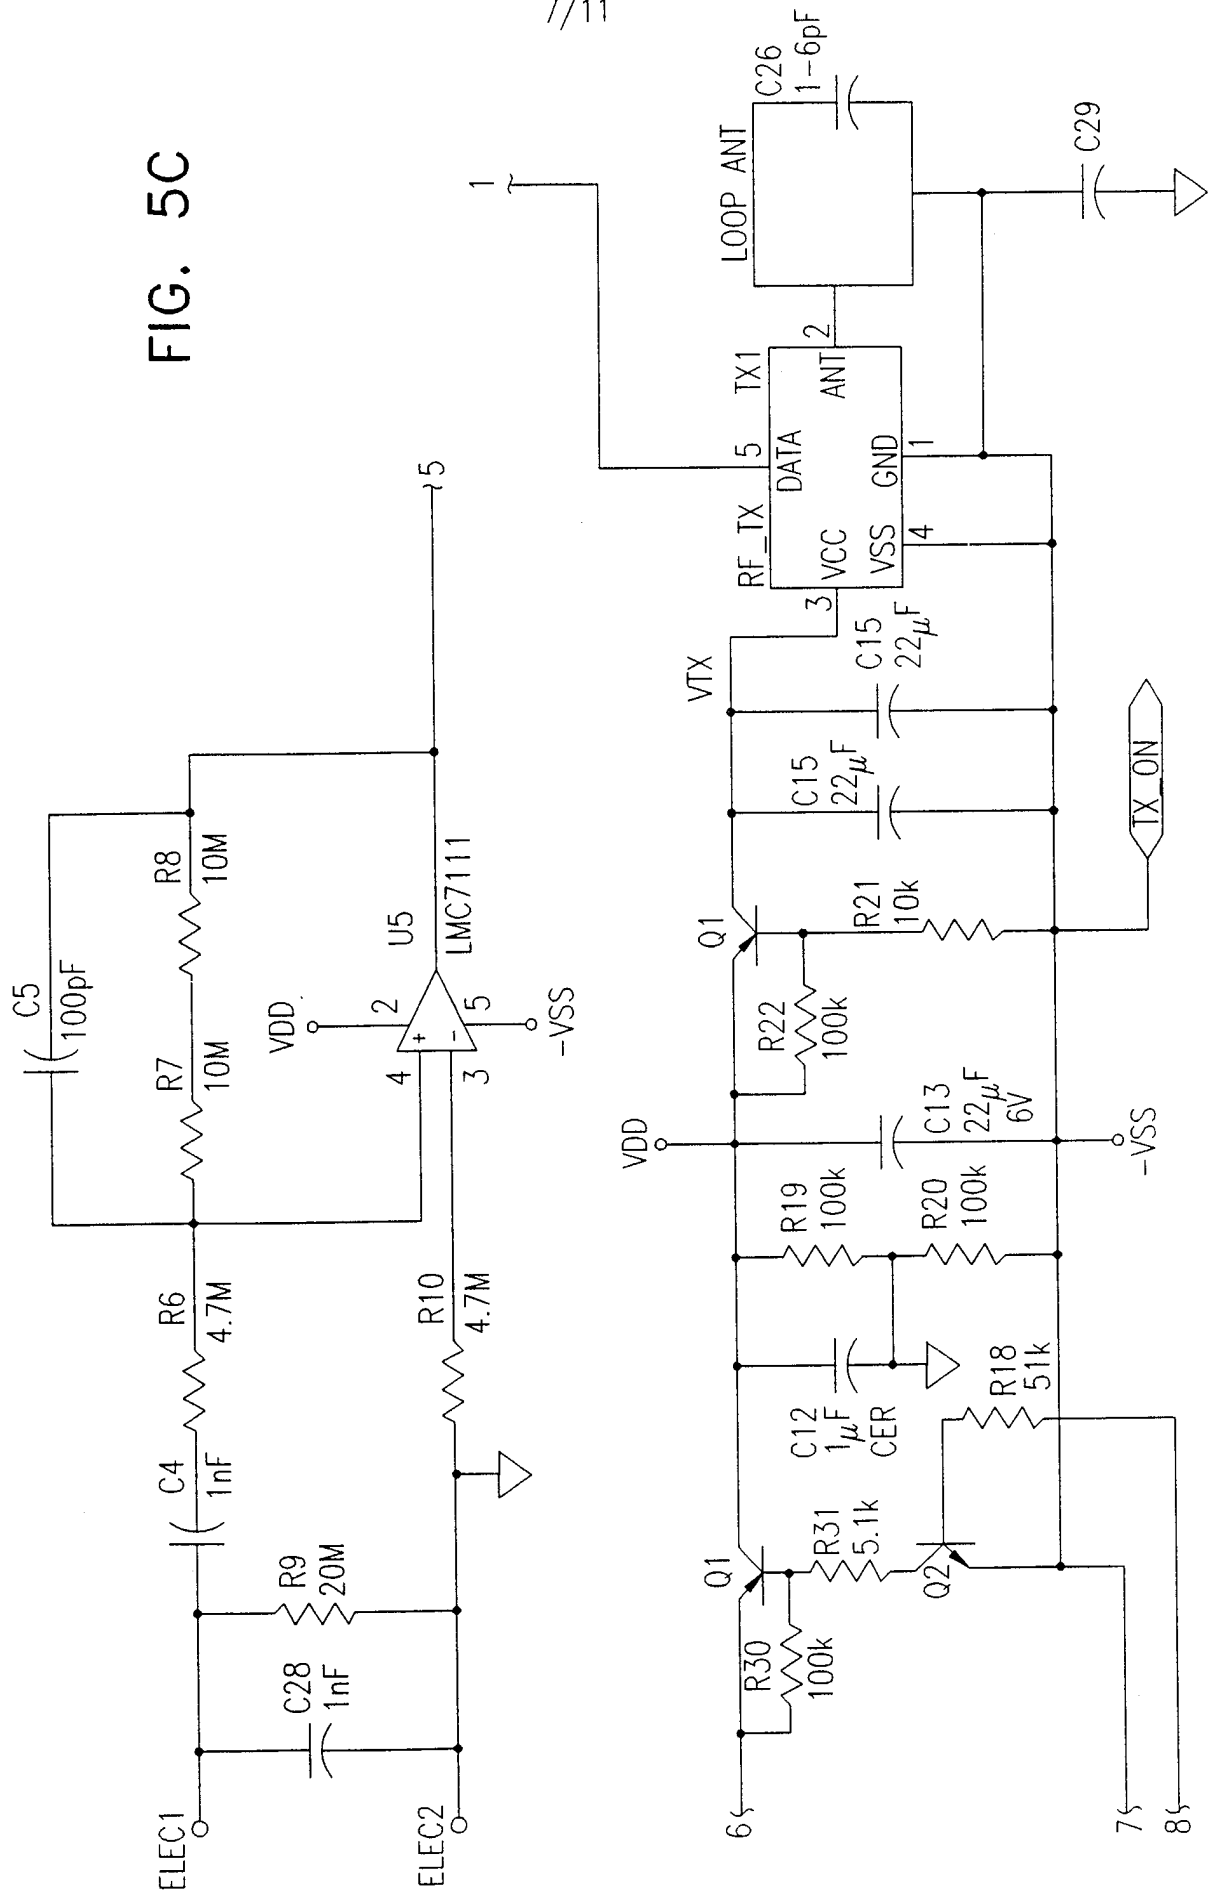 7/11
FIG. 5C
ELEC1
ELEC2
C28
1nF
R9
20M
C4
1nF
R6
4.7M
R10
4.7M
C5
100pF
R7
10M
R8
10M
VDD
2
4
+
-
3
5
-VSS
U5
LMC7111
5
1
6
7
8
R30
100k
Q1
R31
5.1k
Q2
R18
51k
C12
1μF
CER
R19
100k
R20
100k
VDD
C13
22μF
6V
-VSS
R22
100k
Q1
R21
10k
TX_ON
C15
22μF
C15
22μF
VTX
3
RF_TX
TX1
5
DATA
VCC
VSS
4
GND
1
ANT
2
LOOP ANT
C26
1-6pF
C29